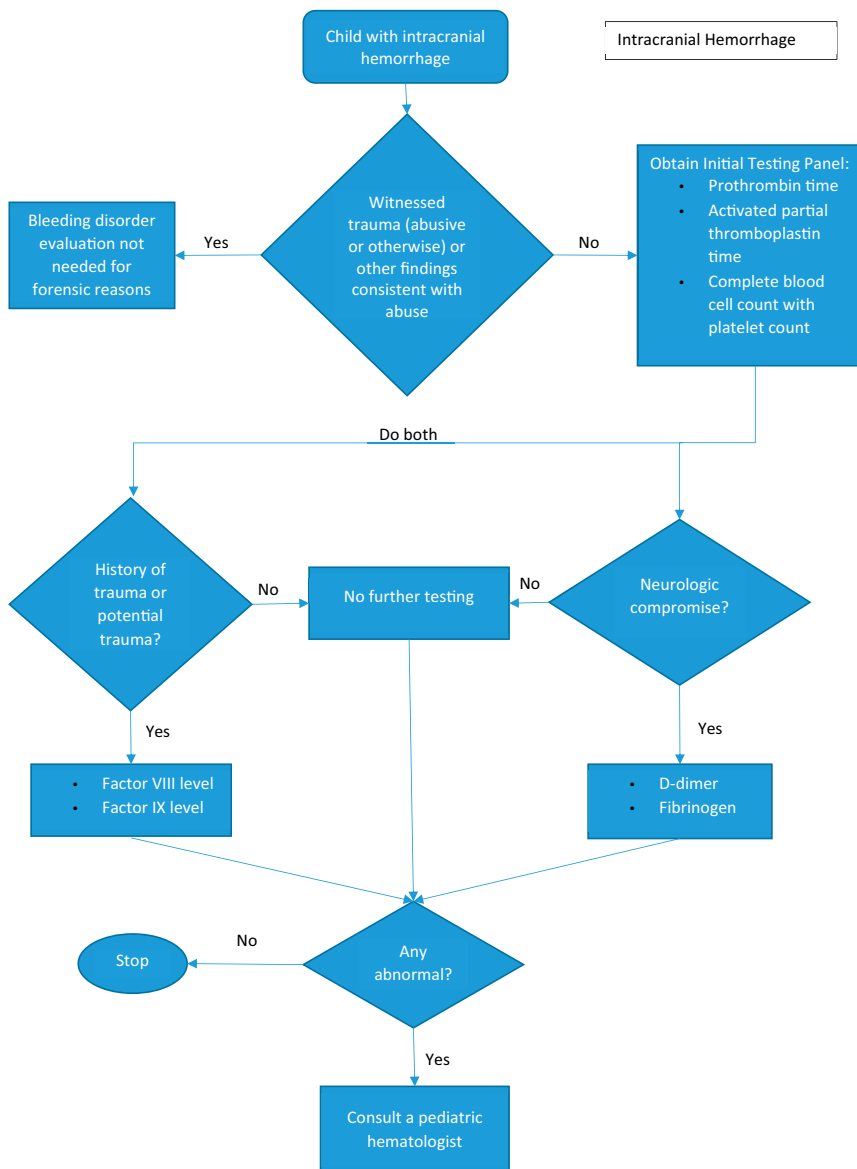 Child with intracranial
hemorrhage
Intracranial Hemorrhage
Witnessed
trauma (abusive
or otherwise) or
other findings
consistent with
abuse
Yes
Bleeding disorder
evaluation not
needed for
forensic reasons
No
Obtain Initial Testing Panel:
• Prothrombin time
• Activated partial
thromboplastin
time
• Complete blood
cell count with
platelet count
Do both
History of
trauma or
potential
trauma?
No
No further testing
No
Neurologic
compromise?
Yes
Yes
• Factor VIII level
• Factor IX level
• D-dimer
• Fibrinogen
Any
abnormal?
No
Stop
Yes
Consult a pediatric
hematologist